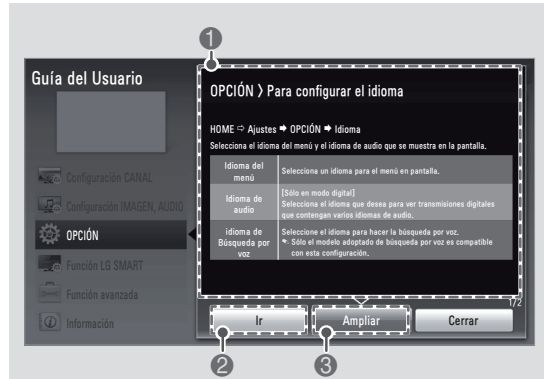 1
Guía del Usuario
Configuración CANAL
Configuración IMAGEN, AUDIO
OPCIÓN
Función LG SMART
Función avanzada
Información
OPCIÓN > Para configurar el idioma
HOME ⇨ Ajustes ➡ OPCIÓN ➡ Idioma
Selecciona el idioma del menú y el idioma de audio que se muestra en la pantalla.
Idioma del
menú
Selecciona un idioma para el menú en pantalla.
Idioma de
audio
[Sólo en modo digital]
Selecciona el idioma que desea para ver transmisiones digitales
que contengan varios idiomas de audio.
idioma de
Búsqueda por
voz
Seleccione el idioma para hacer la búsqueda por voz.
Sólo el modelo adoptado de búsqueda por voz es compatible
con esta configuración.
1/2
Ir
Ampliar
Cerrar
2
3